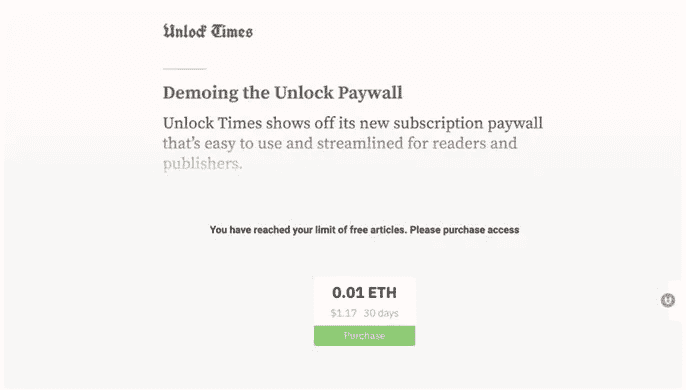 Unlock Times
Demoing the Unlock Paywall
Unlock Times shows off its new subscription paywall
that's easy to use and streamlined for readers and
publishers.
You have reached your limit of free articles. Please purchase access
0.01 ETH
$1.17 30 days
Purchase